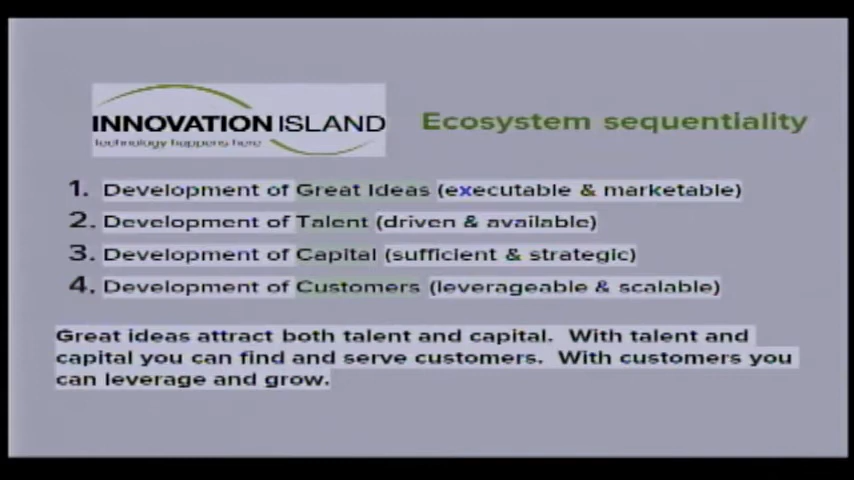 INNOVATION ISLAND
technology happens here
Ecosystem sequentiality
1. Development of Great Ideas (executable & marketable)
2. Development of Talent (driven & available)
3. Development of Capital (sufficient & strategic)
4. Development of Customers (leverageable & scalable)
Great ideas attract both talent and capital. With talent and
capital you can find and serve customers. With customers you
can leverage and grow.